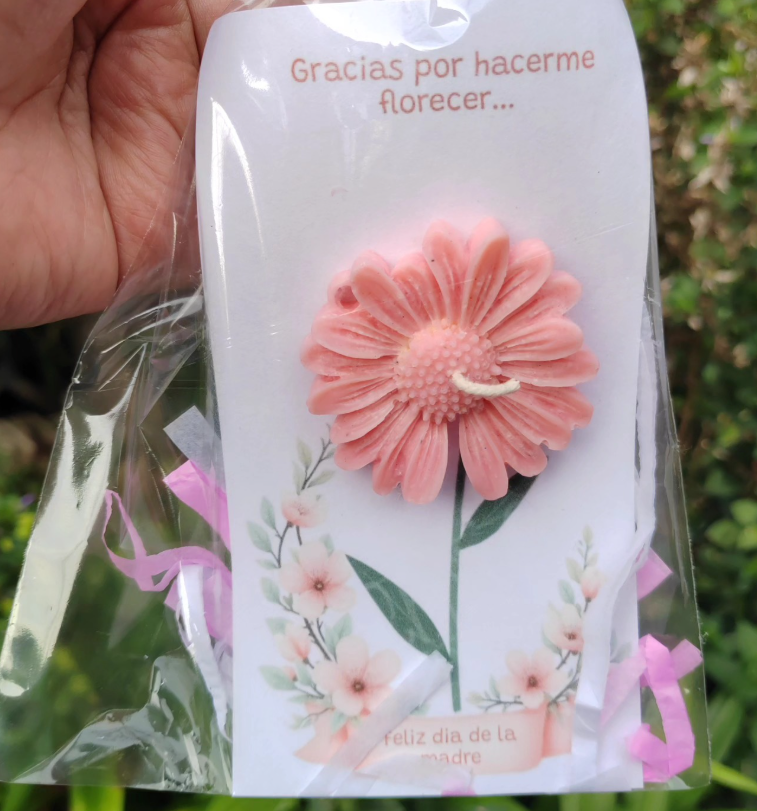 Gracias por hacerme
florecer...
feliz dia de la
madre